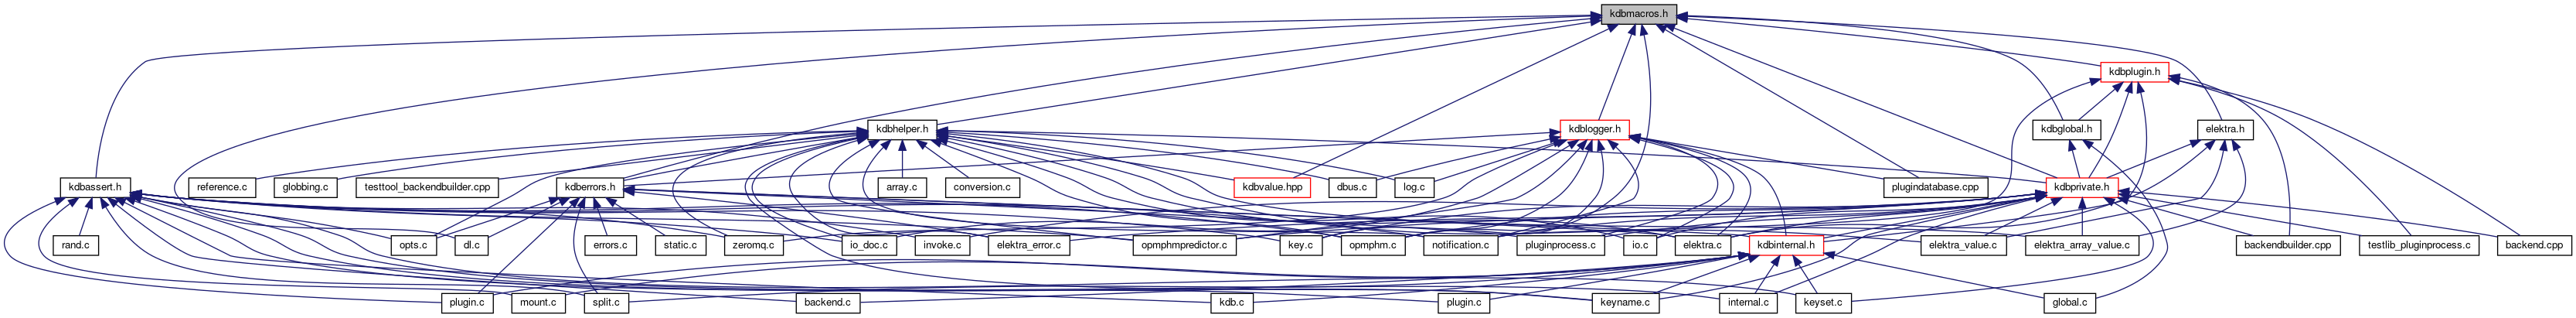 kdbmacros.h
kdbplugin.h
kdbhelper.h
kdblogger.h
kdbglobal.h
elektra.h
kdbassert.h
reference.c
globbing.c
testtool_backendbuilder.cpp
kdberrors.h
array.c
conversion.c
kdbvalue.hpp
dbus.c
log.c
plugindatabase.cpp
kdbprivate.h
rand.c
opts.c
dl.c
errors.c
static.c
zeromq.c
io_doc.c
invoke.c
elektra_error.c
opmphmpredictor.c
key.c
opmphm.c
notification.c
pluginprocess.c
io.c
elektra.c
kdbinternal.h
elektra_value.c
elektra_array_value.c
backendbuilder.cpp
testlib_pluginprocess.c
backend.cpp
plugin.c
mount.c
split.c
backend.c
kdb.c
plugin.c
keyname.c
internal.c
keyset.c
global.c